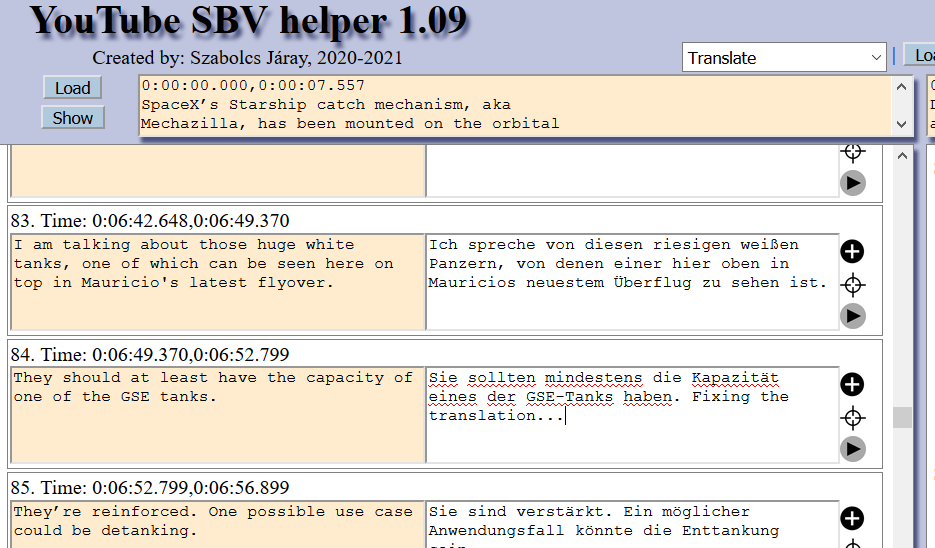 YouTube SBV helper 1.09
Created by: Szabolcs Járay, 2020-2021
Translate
Load
Show
0:00:00.000,0:00:07.557
SpaceX’s Starship catch mechanism, aka
Mechazilla, has been mounted on the orbital
83. Time: 0:06:42.648,0:06:49.370
I am talking about those huge white
tanks, one of which can be seen here on
top in Mauricio's latest flyover.
Ich spreche von diesen riesigen weißen
Panzern, von denen einer hier oben in
Mauricios neuestem Überflug zu sehen ist.
84. Time: 0:06:49.370,0:06:52.799
They should at least have the capacity of
one of the GSE tanks.
Sie sollten mindestens die Kapazität
eines der GSE-Tanks haben. Fixing the
translation...
85. Time: 0:06:52.799,0:06:56.899
They’re reinforced. One possible use case
could be detanking.
Sie sind verstärkt. Ein möglicher
Anwendungsfall könnte die Enttankung